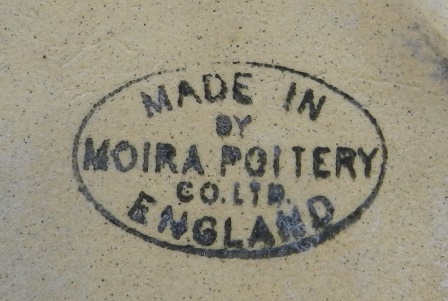 MADE IN
BY
MOIRA POTTERY
CO. LTD.
ENGLAND